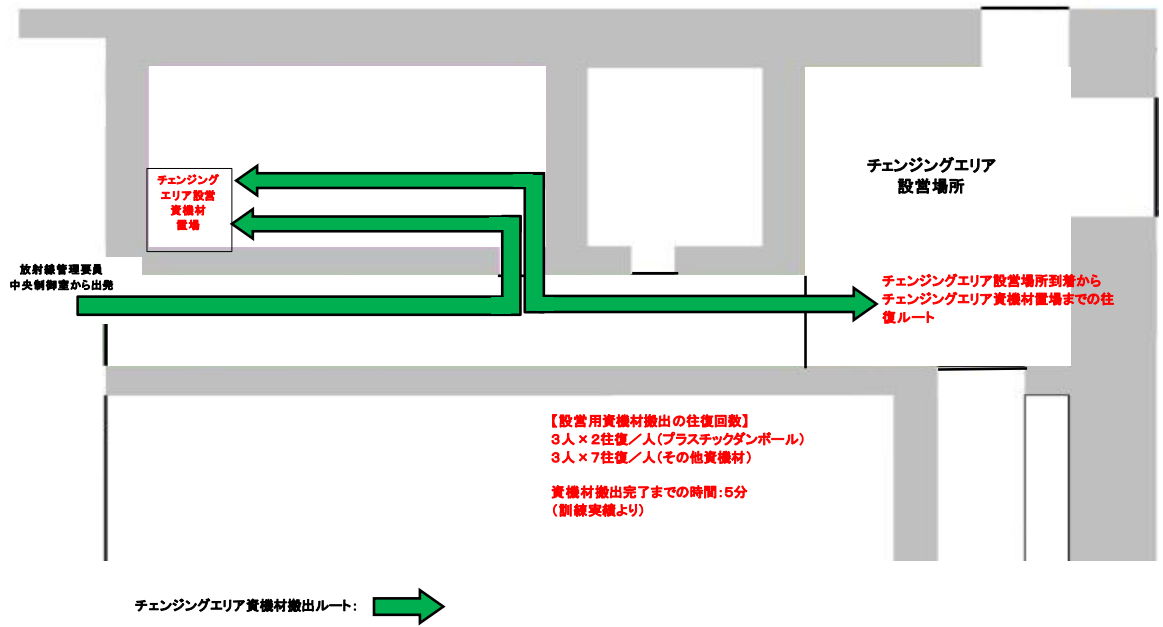 チェンジングエリア
設営場所
チェンジング
エリア設営
資機材
置場
放射線管理要員
中央制御室から出発
チェンジングエリア設営場所到着から
チェンジングエリア資機材置場までの往
復ルート
【設営用資機材搬出の往復回数】
3人×2往復/人(プラスチックダンボール)
3人×7往復/人(その他資機材)
資機材搬出完了までの時間:5分
(訓練実績より)
チェンジングエリア資機材搬出ルート: